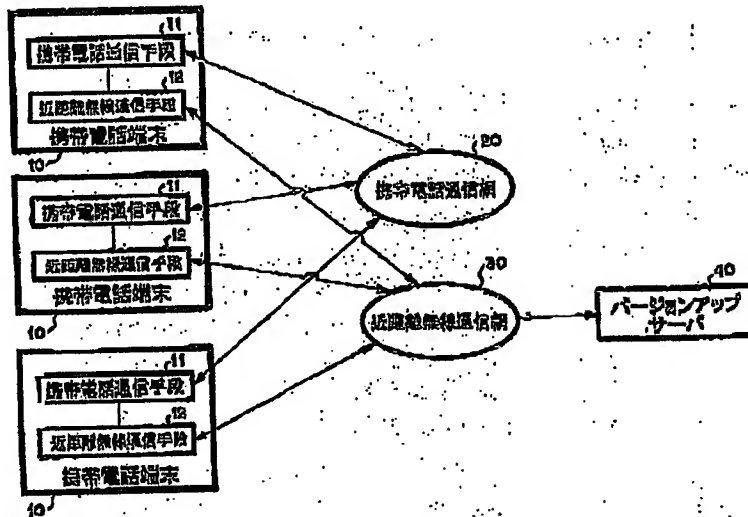 11
携帯電話通信手段
12
近距離無線通信手段
携帯電話端末
10
11
携帯電話通信手段
12
近距離無線通信手段
携帯電話端末
10
11
携帯電話通信手段
12
近距離無線通信手段
携帯電話端末
10
20
携帯電話通信網
30
近距離無線通信網
40
バージョンアップ
サーバ